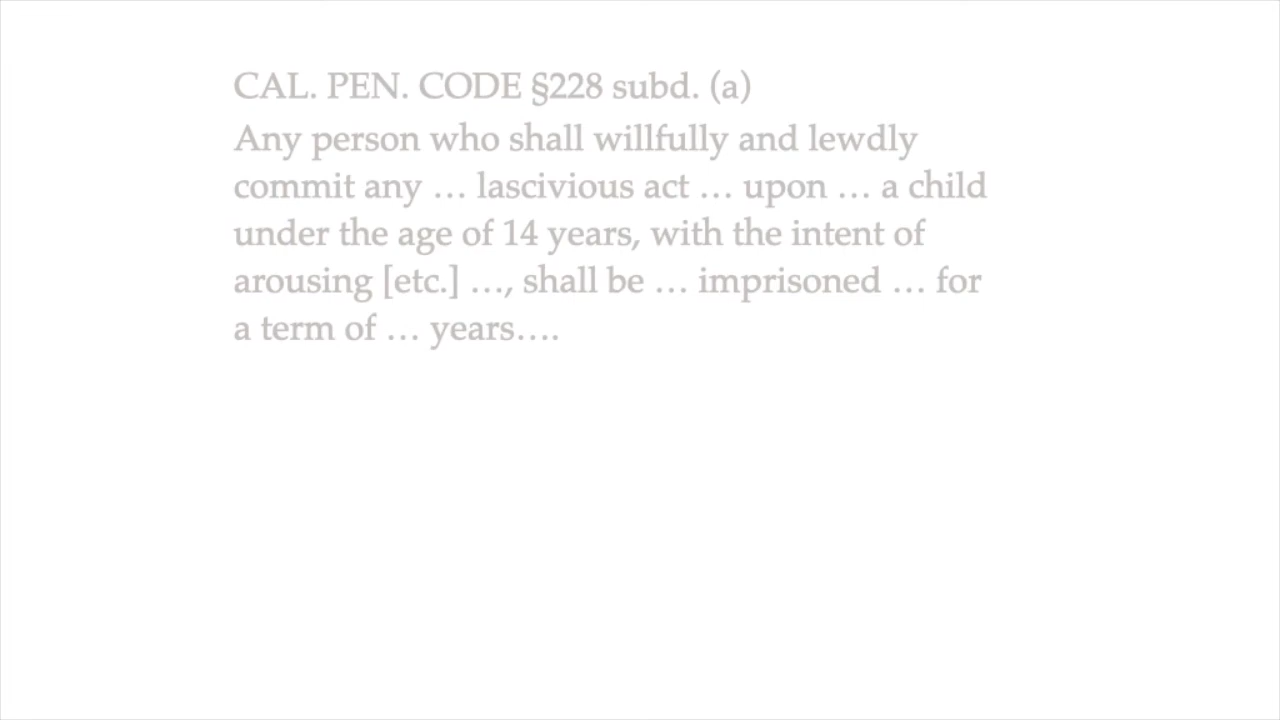 CAL. PEN. CODE §228 subd. (a)
Any person who shall willfully and lewdly
commit any … lascivious act … upon … a child
under the age of 14 years, with the intent of
arousing [etc.] …, shall be … imprisoned … for
a term of … years….